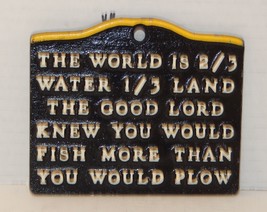 THE WORLD IS 2/3
WATER 1/3 LAND
THE GOOD LORD
KNEW YOU WOULD
FISH MORE THAN
YOU WOULD PLOW